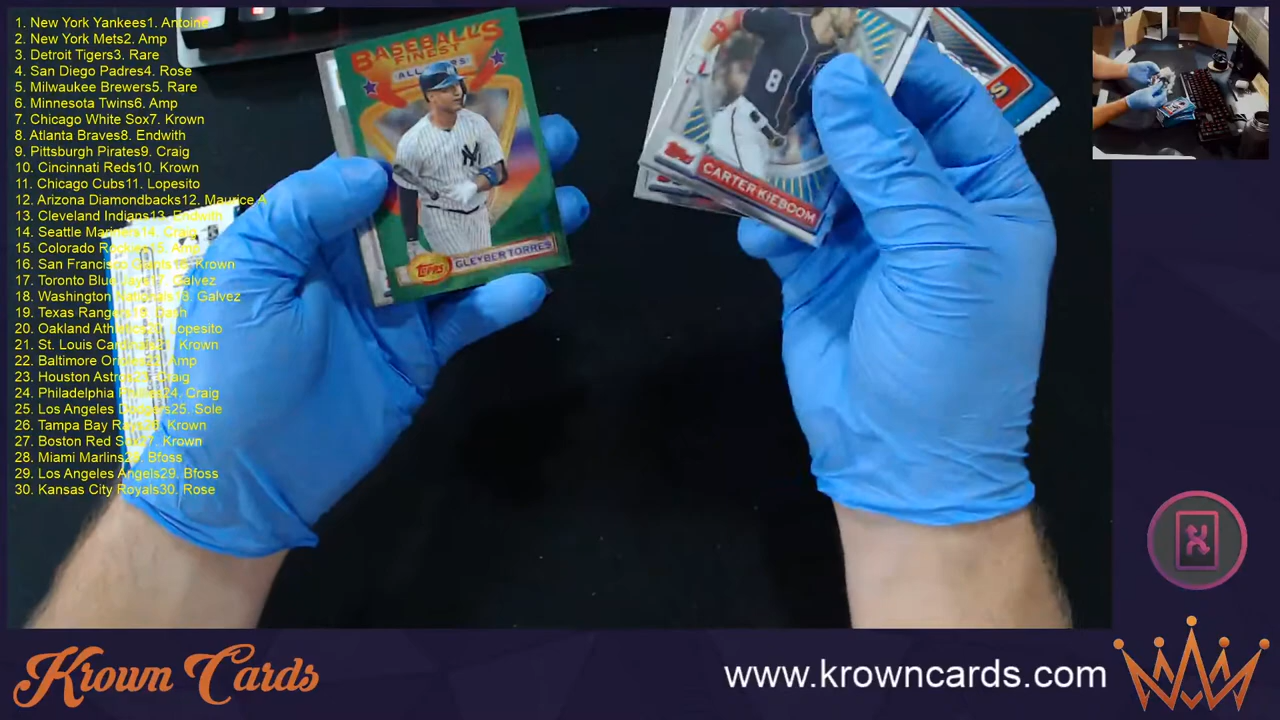 1. New York Yankees1. Antoine
2. New York Mets2. Amp
3. Detroit Tigers3. Rare
4. San Diego Padres4. Rose
5. Milwaukee Brewers5. Rare
6. Minnesota Twins6. Amp
7. Chicago White Sox7. Krown
8. Atlanta Braves8. Endwith
9. Pittsburgh Pirates9. Craig
10. Cincinnati Reds10. Krown
11. Chicago Cubs11. Lopesito
12. Arizona Diamondbacks12. Maurice A
13. Cleveland Indians13. Endwith
14. Seattle Mariners14. Craig
15. Colorado Rockies15. Amp
16. San Francisco Giants16. Krown
17. Toronto Blue Jays17. Galvez
18. Washington Nationals18. Galvez
19. Texas Rangers19.
20. Oakland Athletics20. Lopesito
21. St. Louis Cardinals21. Krown
22. Baltimore Orioles22. Amp
23. Houston Astros23. Craig
24. Philadelphia Phillies24. Craig
25. Los Angeles Dodgers25. Sole
26. Tampa Bay Rays26. Krown
27. Boston Red Sox27. Krown
28. Miami Marlins28. Bfoss
29. Los Angeles Angels29. Bfoss
30. Kansas City Royals30. Rose
BASEBALL'S
FINEST
ALL-STARS
TOPPS
GLEYBER TORRES
8
Topps
CARTER KIEBOOM
Krown Cards
www.krowncards.com